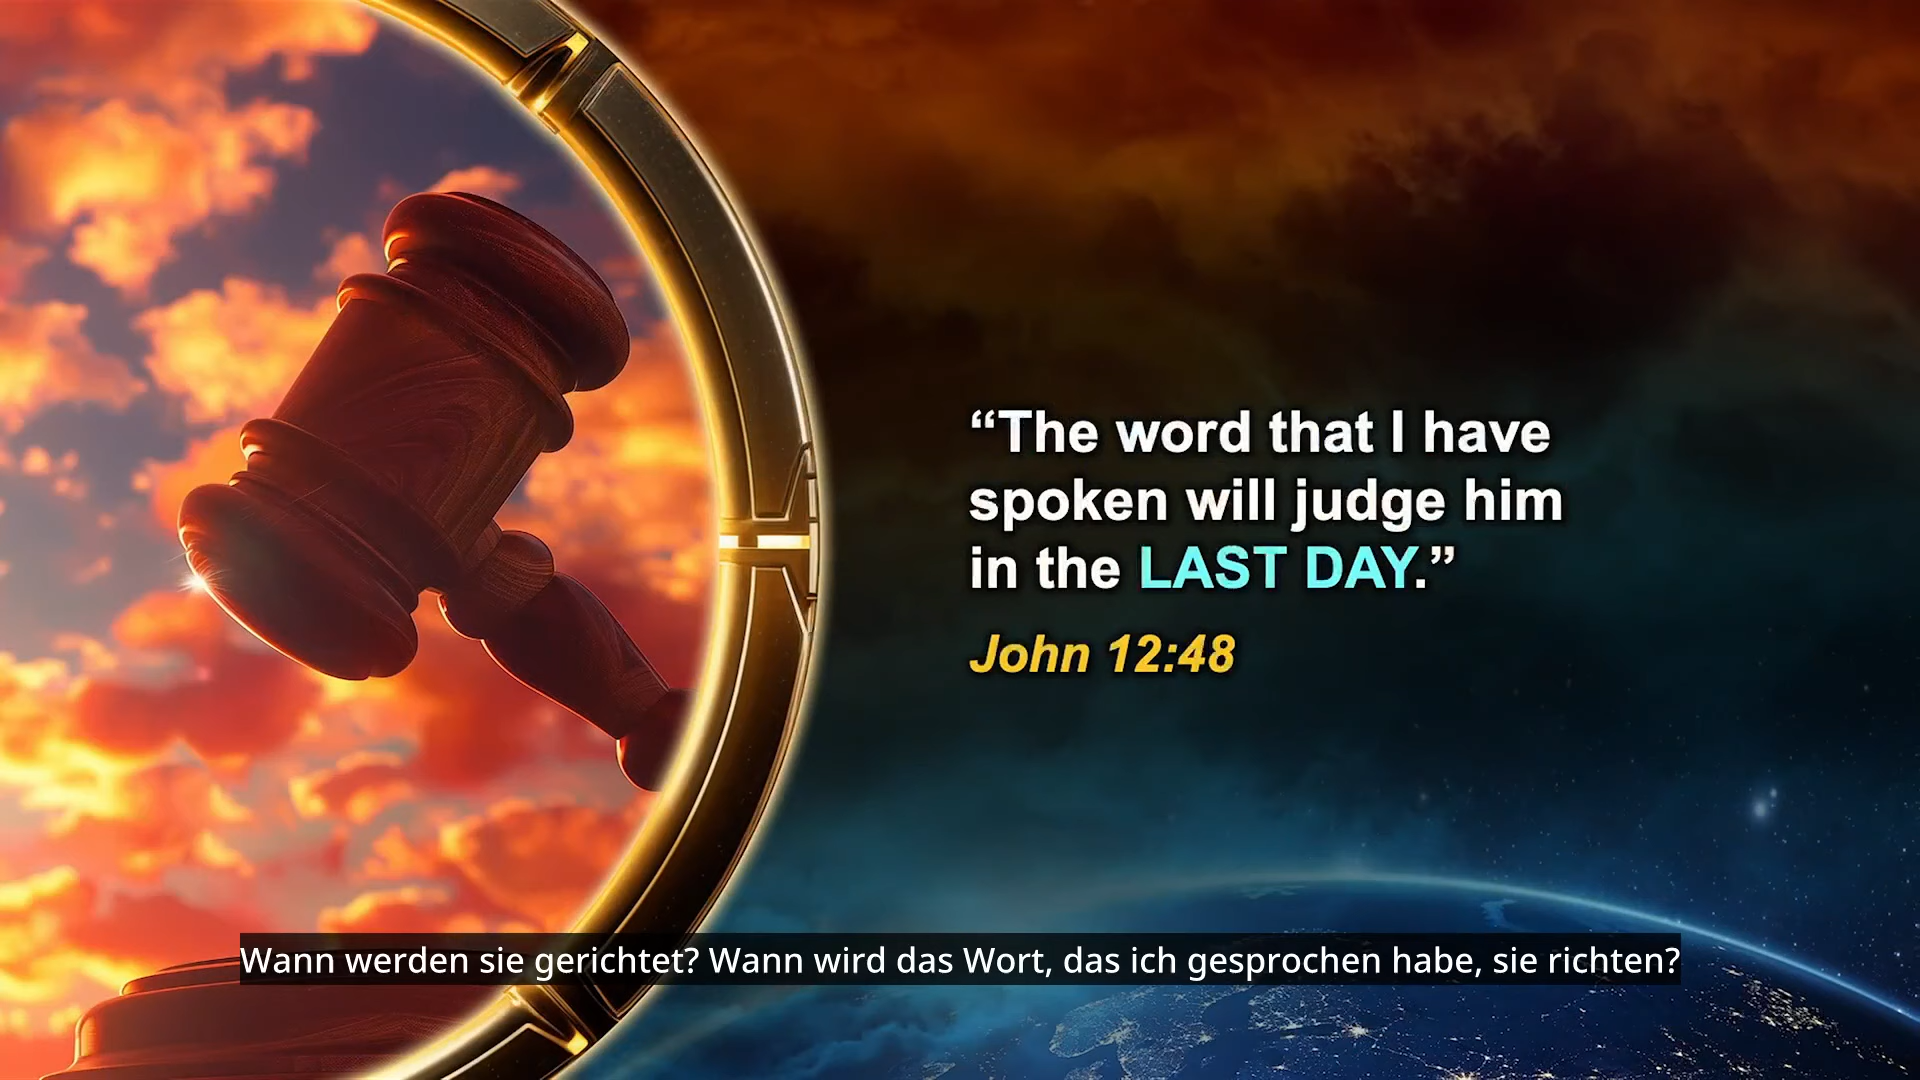 “The word that I have
spoken will judge him
in the LAST DAY.”
John 12:48
Wann werden sie gerichtet? Wann wird das Wort, das ich gesprochen habe, sie richten?